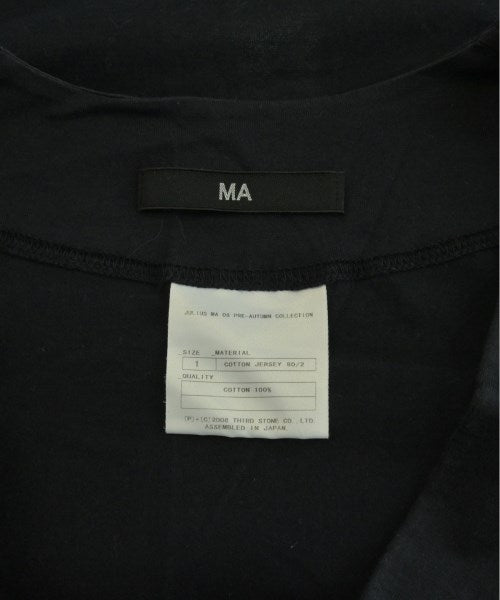 MA
JULIUS MA 08 PRE-AUTUMN COLLECTION
SIZE _MATERIAL
1 COTTON JERSEY 80/2
QUALITY
COTTON 100%
(P)+(C)2008 THIRD STONE CO.,LTD.
ASSEMBLED IN JAPAN.